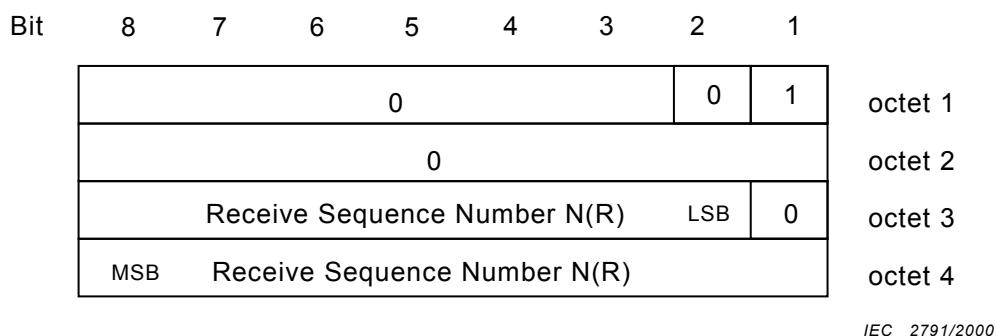 Bit 8 7 6 5 4 3 2 1
0 0 1 octet 1
0 octet 2
Receive Sequence Number N(R) LSB 0 octet 3
MSB Receive Sequence Number N(R) octet 4
IEC 2791/2000